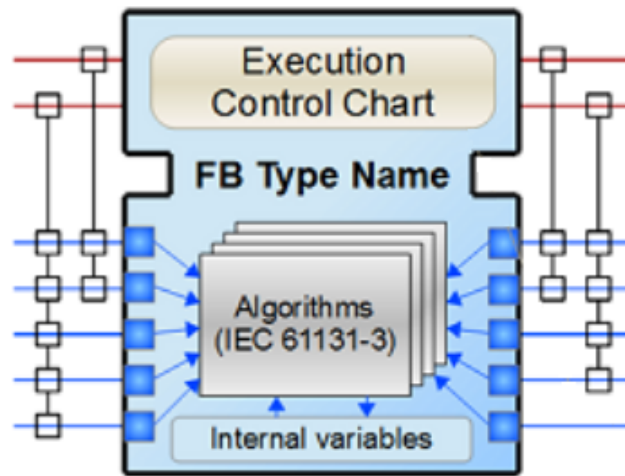 Execution
Control Chart
FB Type Name
Algorithms
(IEC 61131-3)
Internal variables